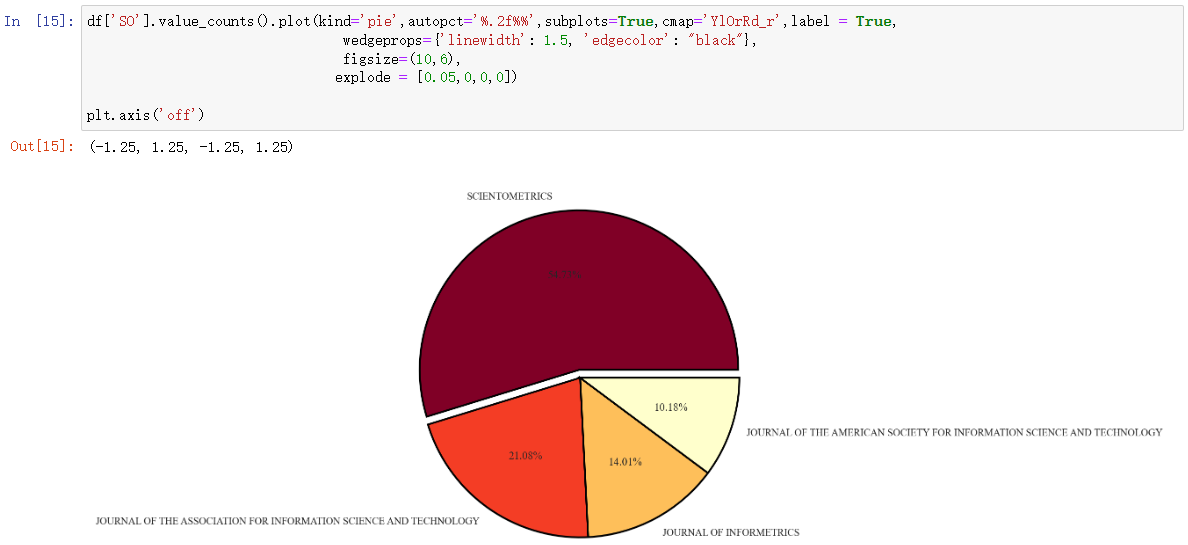 In [15]: df['SO'].value_counts().plot(kind='pie',autopct='%.2f%%',subplots=True,cmap='YlOrRd_r',label = True,
wedgeprops={'linewidth': 1.5, 'edgecolor': "black"},
figsize=(10,6),
explode = [0.05,0,0,0])
plt.axis('off')
Out[15]: (-1.25, 1.25, -1.25, 1.25)
SCIENTOMETRICS
10.18%
JOURNAL OF THE AMERICAN SOCIETY FOR INFORMATION SCIENCE AND TECHNOLOGY
21.08%
14.01%
JOURNAL OF THE ASSOCIATION FOR INFORMATION SCIENCE AND TECHNOLOGY
JOURNAL OF INFORMETRICS